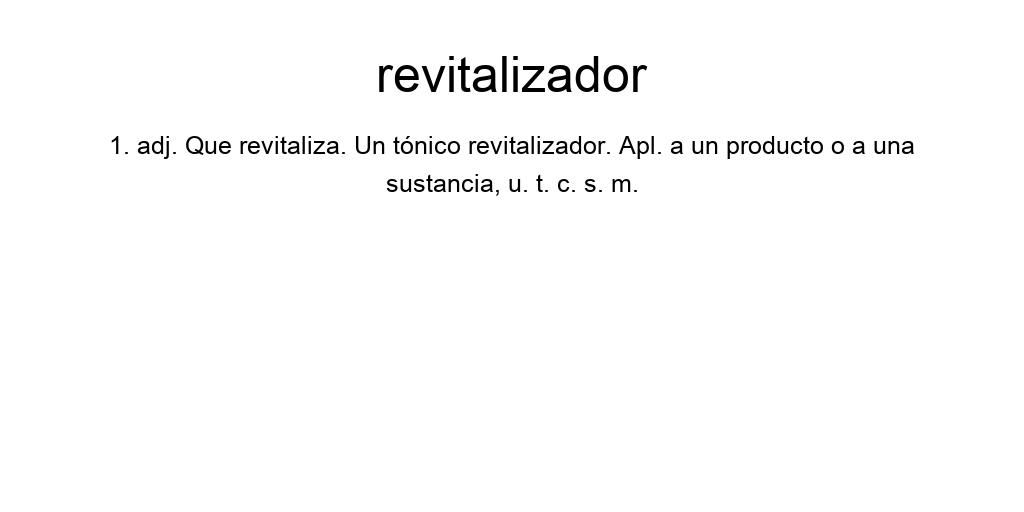 revitalizador
1. adj. Que revitaliza. Un tónico revitalizador. Apl. a un producto o a una
sustancia, u. t. c. s. m.